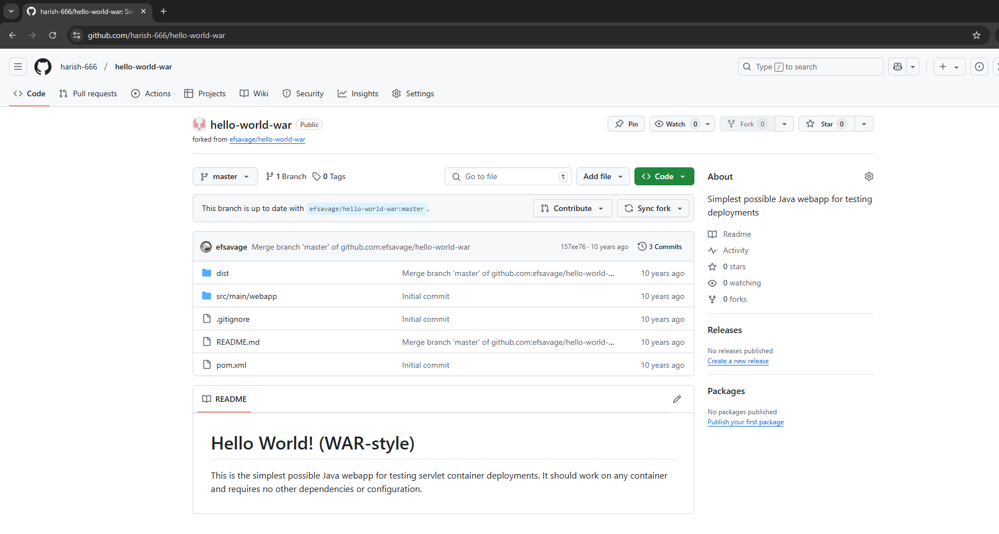 harish-666/hello-world-war: Sim
github.com/harish-666/hello-world-war
harish-666 / hello-world-war
Type / to search
Code Pull requests Actions Projects Wiki Security Insights Settings
hello-world-war Public
Pin Watch 0 Fork 0 Star 0
forked from efsavage/hello-world-war
master 1 Branch 0 Tags Go to file t Add file Code
This branch is up to date with efsavage/hello-world-war:master . Contribute Sync fork
efsavage Merge branch 'master' of github.com:efsavage/hello-world-war 157ee76 · 10 years ago 3 Commits
dist Merge branch 'master' of github.com:efsavage/hello-world-... 10 years ago
src/main/webapp Initial commit 10 years ago
.gitignore Initial commit 10 years ago
README.md Merge branch 'master' of github.com:efsavage/hello-world-... 10 years ago
pom.xml Initial commit 10 years ago
README
Hello World! (WAR-style)
This is the simplest possible Java webapp for testing servlet container deployments. It should work on any container
and requires no other dependencies or configuration.
About
Simplest possible Java webapp for testing
deployments
Readme
Activity
0 stars
0 watching
0 forks
Releases
No releases published
Create a new release
Packages
No packages published
Publish your first package